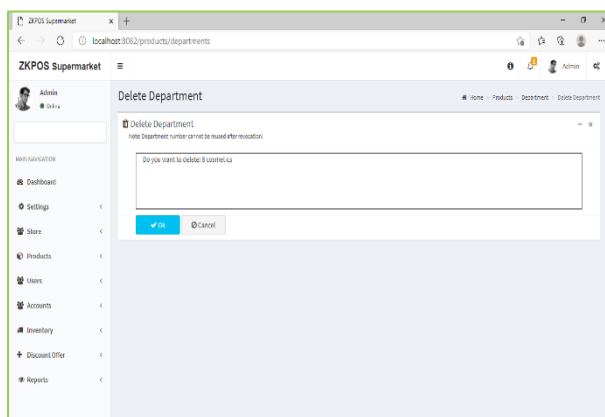 ZKPOS Supermarket
localhost:8082/products/departments
ZKPOS Supermarket
Admin
Admin
Online
Delete Department
Home > Products > Department > Delete Department
Delete Department
Note: Department number cannot be reused after revocation!
Do you want to delete: 8 cosmetics
Ok
Cancel
MAIN NAVIGATION
Dashboard
Settings
Store
Products
Users
Accounts
Inventory
Discount Offer
Reports